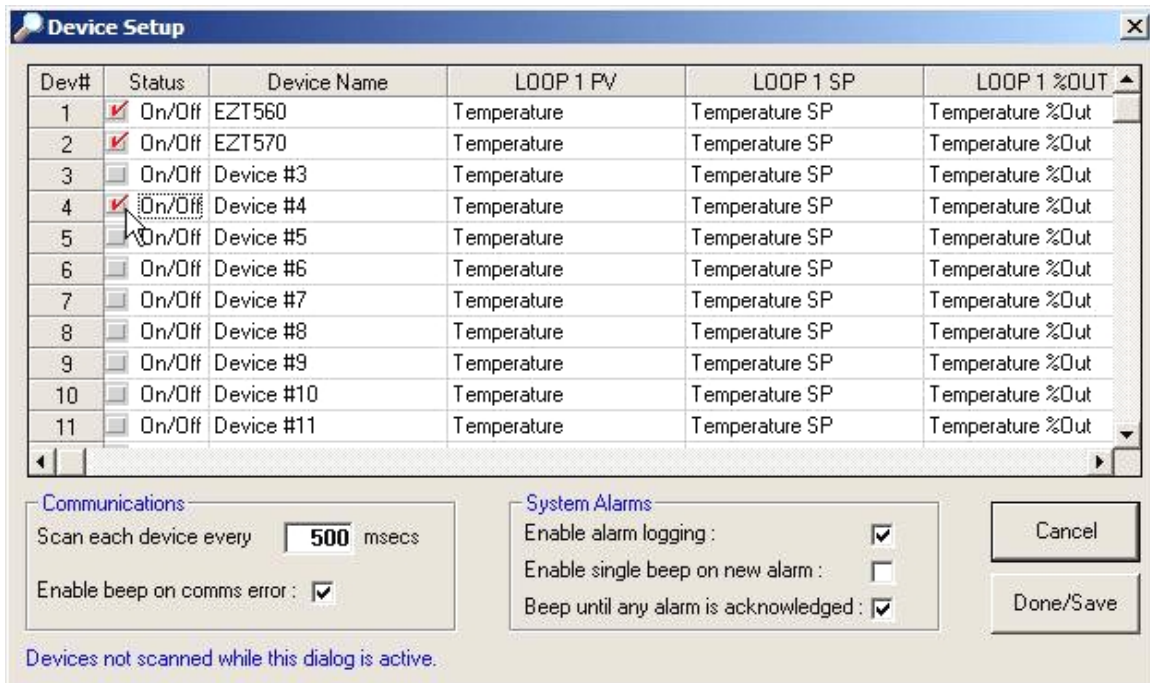 Device Setup
Dev# Status Device Name LOOP 1 PV LOOP 1 SP LOOP 1 %OUT
1 On/Off EZT560 Temperature Temperature SP Temperature %Out
2 On/Off EZT570 Temperature Temperature SP Temperature %Out
3 On/Off Device #3 Temperature Temperature SP Temperature %Out
4 On/Off Device #4 Temperature Temperature SP Temperature %Out
5 On/Off Device #5 Temperature Temperature SP Temperature %Out
6 On/Off Device #6 Temperature Temperature SP Temperature %Out
7 On/Off Device #7 Temperature Temperature SP Temperature %Out
8 On/Off Device #8 Temperature Temperature SP Temperature %Out
9 On/Off Device #9 Temperature Temperature SP Temperature %Out
10 On/Off Device #10 Temperature Temperature SP Temperature %Out
11 On/Off Device #11 Temperature Temperature SP Temperature %Out
Communications
Scan each device every 500 msecs
Enable beep on comms error :
System Alarms
Enable alarm logging :
Enable single beep on new alarm :
Beep until any alarm is acknowledged :
Cancel
Done/Save
Devices not scanned while this dialog is active.